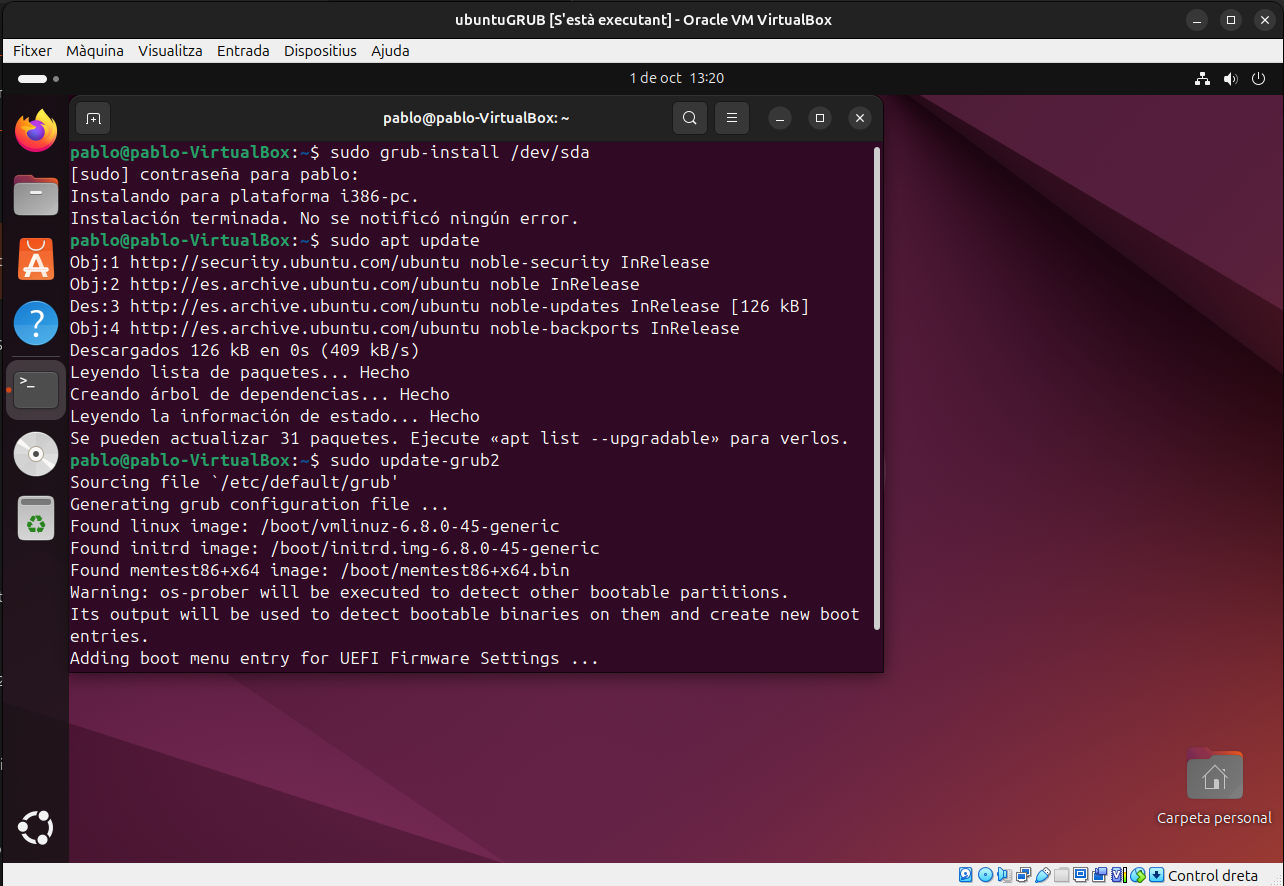 ubuntuGRUB [S'està executant] - Oracle VM VirtualBox
Fitxer Màquina Visualitza Entrada Dispositius Ajuda
1 de oct 13:20
pablo@pablo-VirtualBox: ~
pablo@pablo-VirtualBox:~$ sudo grub-install /dev/sda
[sudo] contraseña para pablo:
Instalando para plataforma i386-pc.
Instalación terminada. No se notificó ningún error.
pablo@pablo-VirtualBox:~$ sudo apt update
Obj:1 http://security.ubuntu.com/ubuntu noble-security InRelease
Obj:2 http://es.archive.ubuntu.com/ubuntu noble InRelease
Des:3 http://es.archive.ubuntu.com/ubuntu noble-updates InRelease [126 kB]
Obj:4 http://es.archive.ubuntu.com/ubuntu noble-backports InRelease
Descargados 126 kB en 0s (409 kB/s)
Leyendo lista de paquetes... Hecho
Creando árbol de dependencias... Hecho
Leyendo la información de estado... Hecho
Se pueden actualizar 31 paquetes. Ejecute «apt list --upgradable» para verlos.
pablo@pablo-VirtualBox:~$ sudo update-grub2
Sourcing file `/etc/default/grub'
Generating grub configuration file ...
Found linux image: /boot/vmlinuz-6.8.0-45-generic
Found initrd image: /boot/initrd.img-6.8.0-45-generic
Found memtest86+x64 image: /boot/memtest86+x64.bin
Warning: os-prober will be executed to detect other bootable partitions.
Its output will be used to detect bootable binaries on them and create new boot
entries.
Adding boot menu entry for UEFI Firmware Settings ...
Carpeta personal
Control dreta